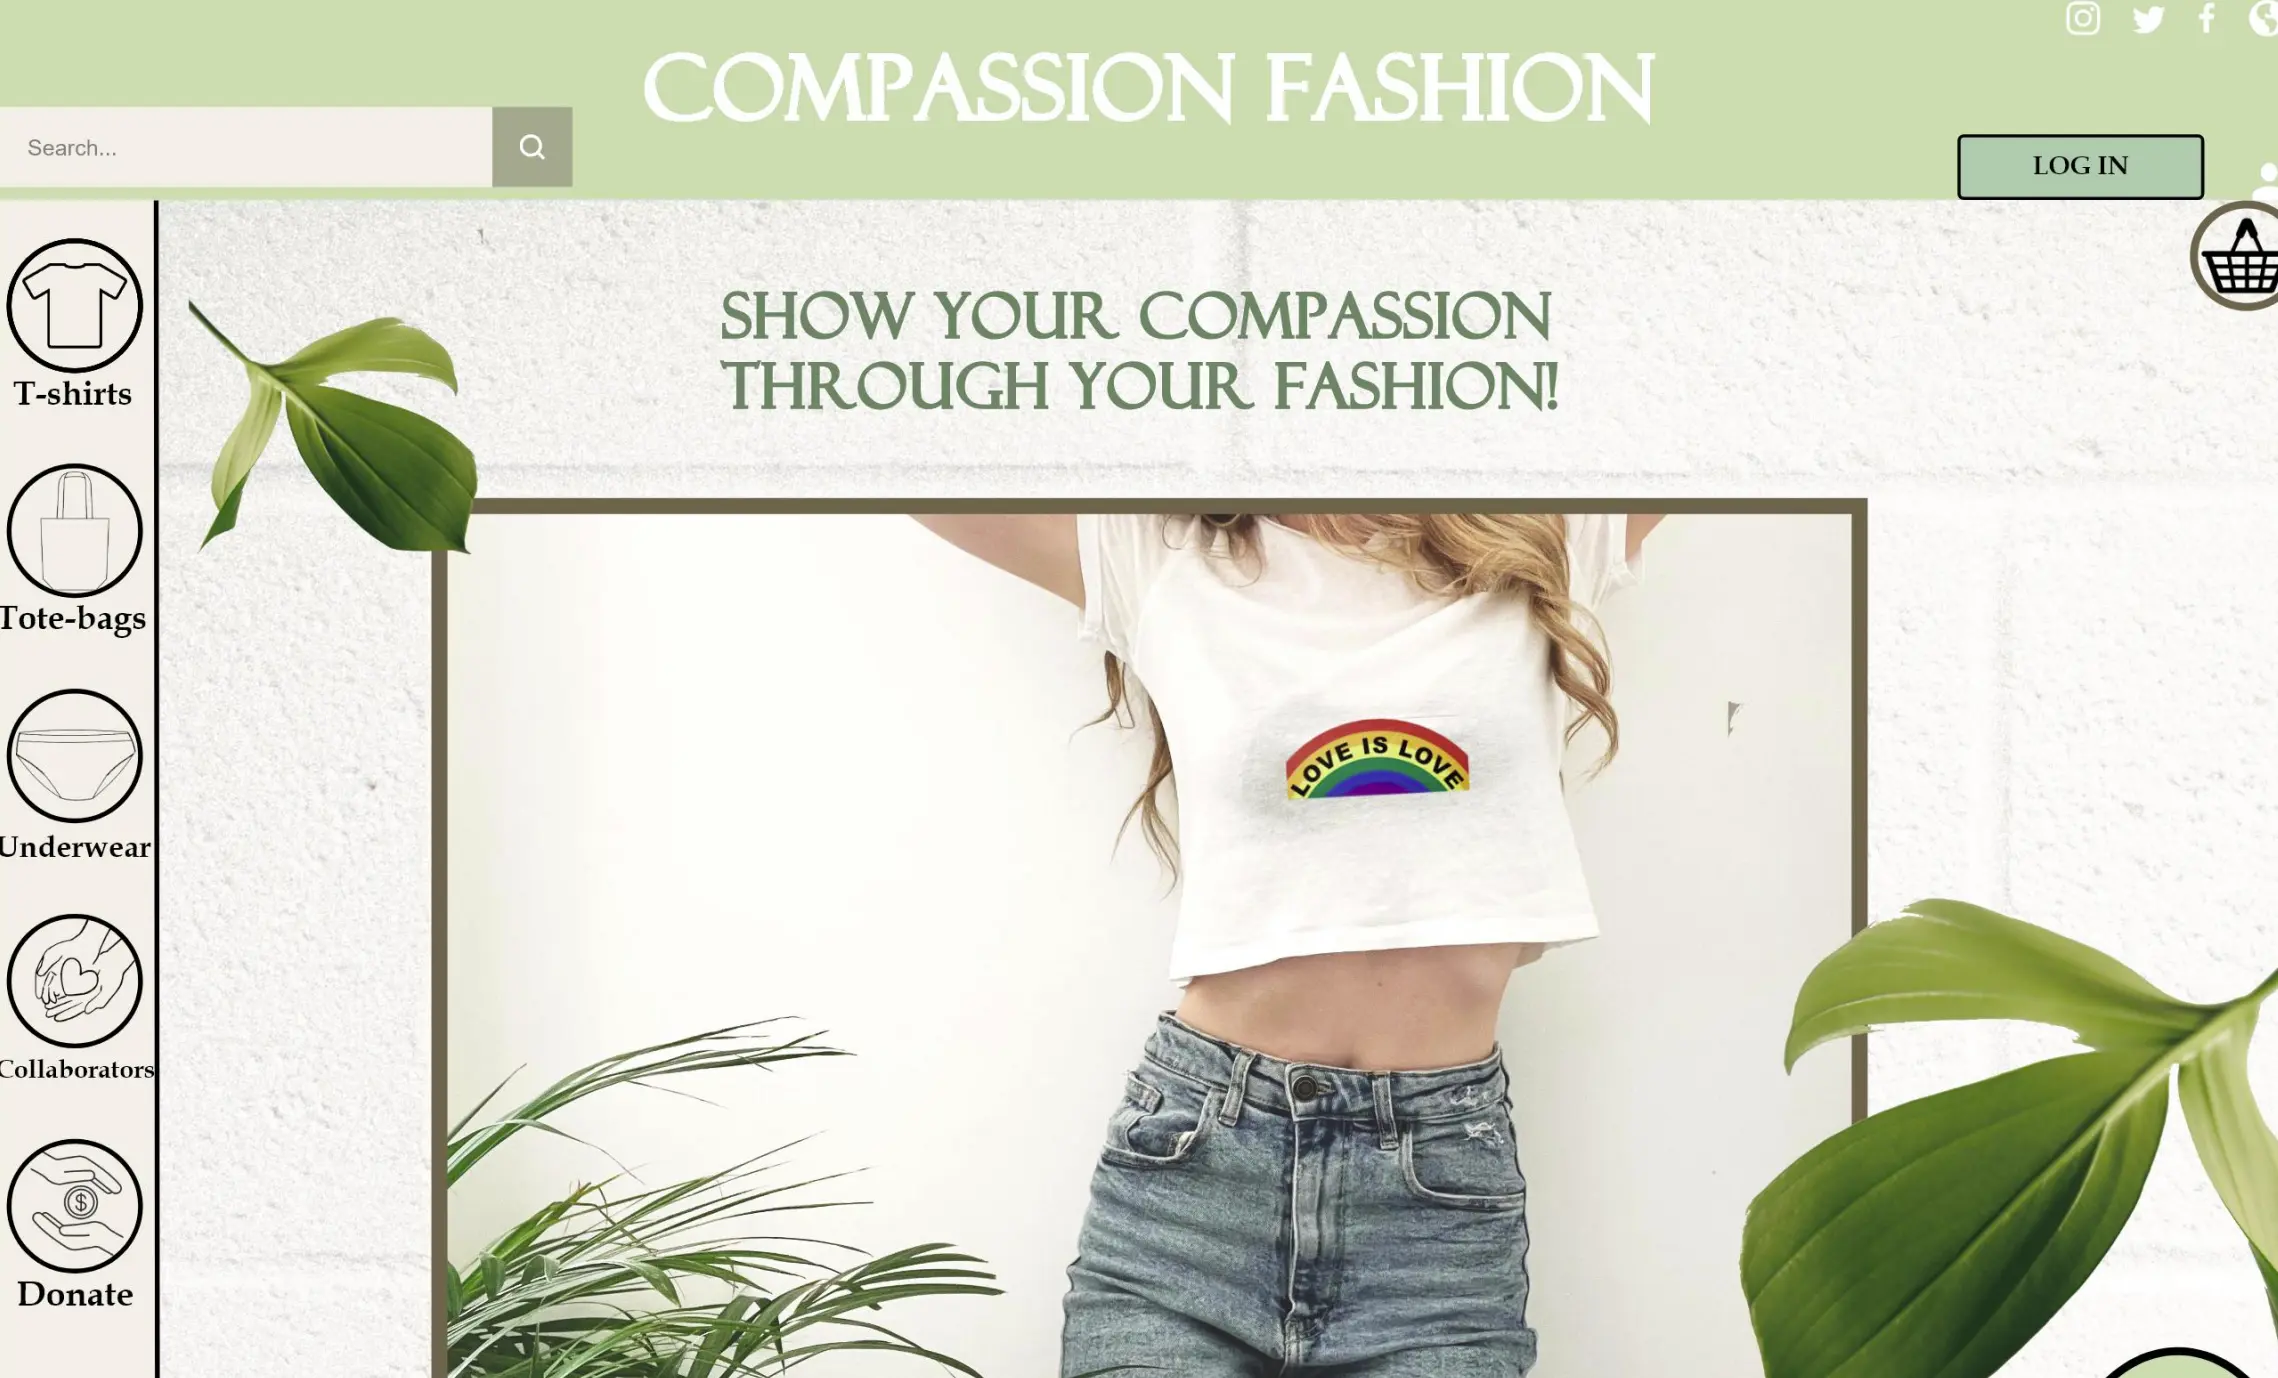 COMPASSION FASHION
Search...
LOG IN
SHOW YOUR COMPASSION
THROUGH YOUR FASHION!
T-shirts
Tote-bags
Underwear
Collaborators
Donate
LOVE IS LOVE
$